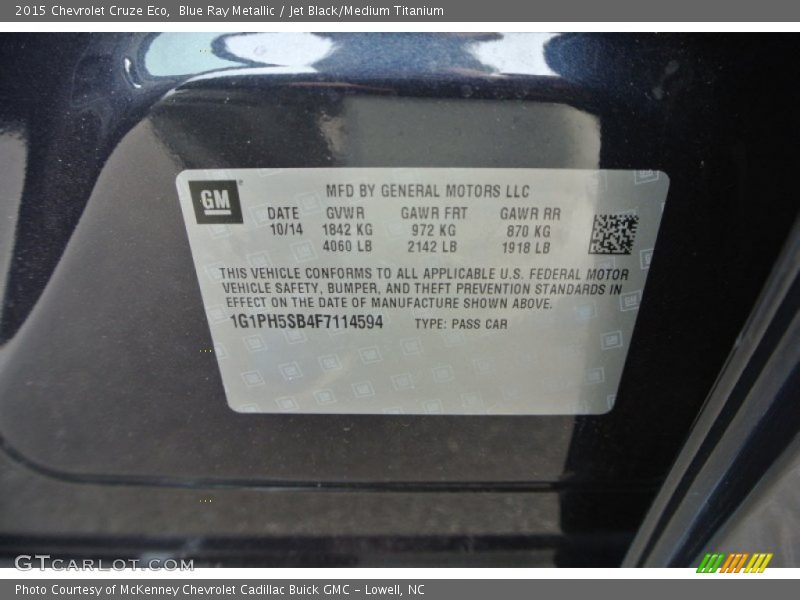 2015 Chevrolet Cruze Eco, Blue Ray Metallic / Jet Black/Medium Titanium
GM
MFD BY GENERAL MOTORS LLC
DATE GVWR GAWR FRT GAWR RR
10/14 1842 KG 972 KG 870 KG
4060 LB 2142 LB 1918 LB
THIS VEHICLE CONFORMS TO ALL APPLICABLE U.S. FEDERAL MOTOR
VEHICLE SAFETY, BUMPER, AND THEFT PREVENTION STANDARDS IN
EFFECT ON THE DATE OF MANUFACTURE SHOWN ABOVE.
1G1PH5SB4F7114594 TYPE: PASS CAR
GTCARLOT.COM
Photo Courtesy of McKenney Chevrolet Cadillac Buick GMC - Lowell, NC